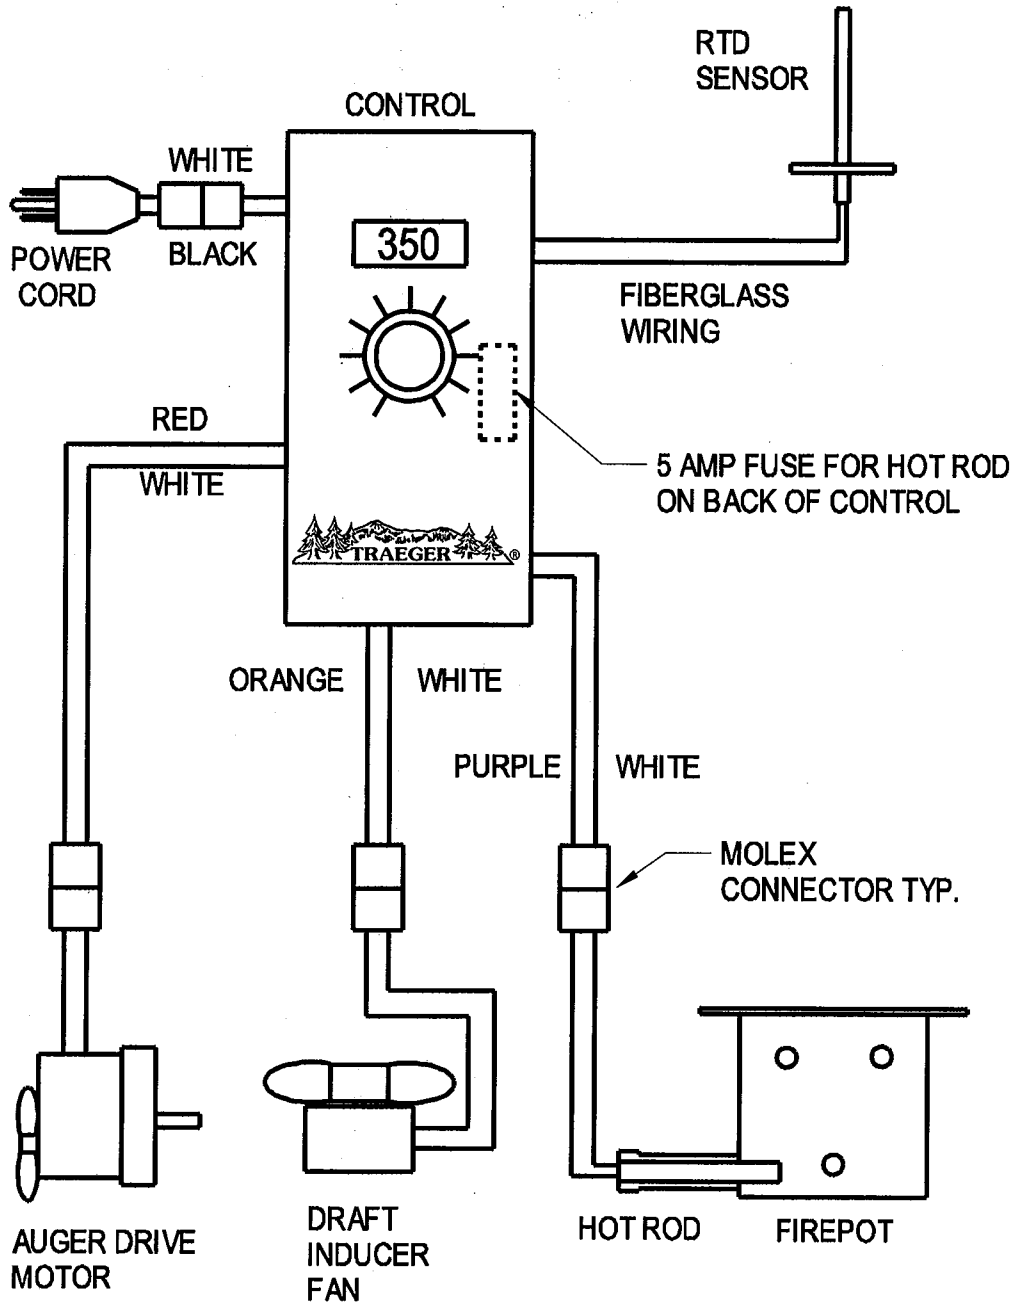 RTD
SENSOR
CONTROL
WHITE
POWER
CORD
BLACK
350
FIBERGLASS
WIRING
RED
WHITE
5 AMP FUSE FOR HOT ROD
ON BACK OF CONTROL
TRAEGER®
ORANGE
WHITE
PURPLE
WHITE
MOLEX
CONNECTOR TYP.
AUGER DRIVE
MOTOR
DRAFT
INDUCER
FAN
HOT ROD
FIREPOT